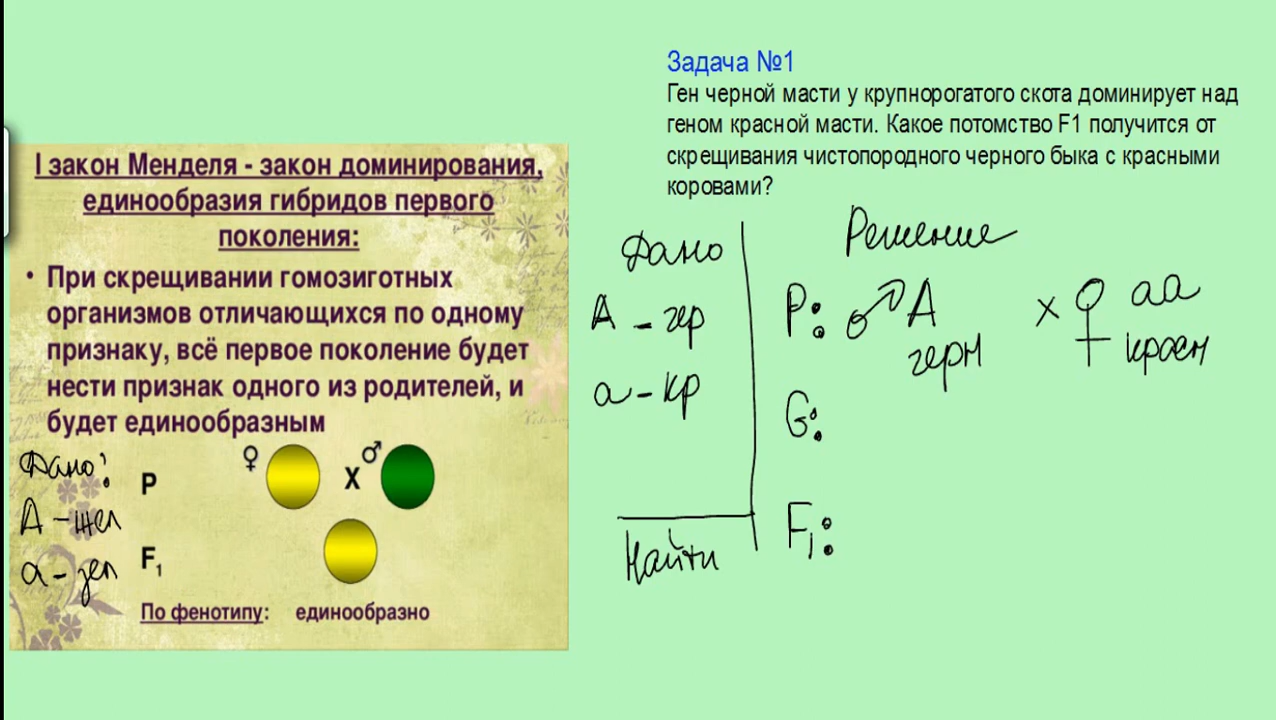 I закон Менделя - закон доминирования,
единообразия гибридов первого
поколения:
• При скрещивании гомозиготных
организмов отличающихся по одному
признаку, всё первое поколение будет
нести признак одного из родителей, и
будет единообразным
Дано:
А - жел
а - зел
P ♀ X ♂
F₁
По фенотипу: единообразно
Задача №1
Ген черной масти у крупнорогатого скота доминирует над
геном красной масти. Какое потомство F1 получится от
скрещивания чистопородного черного быка с красными
коровами?
Дано
А - чер
а - кр
Найти
Решение
P: ♂ А х ♀ аа
черн красн
G:
F₁: